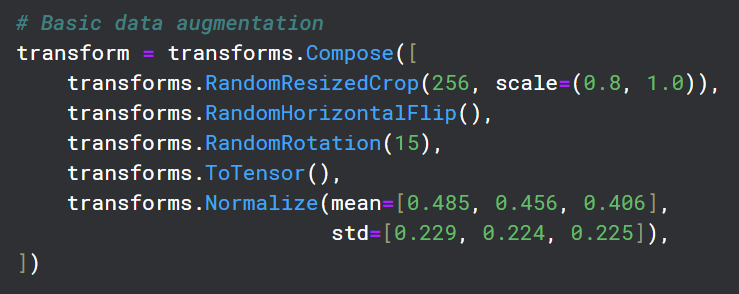 # Basic data augmentation
transform = transforms.Compose([
    transforms.RandomResizedCrop(256, scale=(0.8, 1.0)),
    transforms.RandomHorizontalFlip(),
    transforms.RandomRotation(15),
    transforms.ToTensor(),
    transforms.Normalize(mean=[0.485, 0.456, 0.406],
                         std=[0.229, 0.224, 0.225]),
])